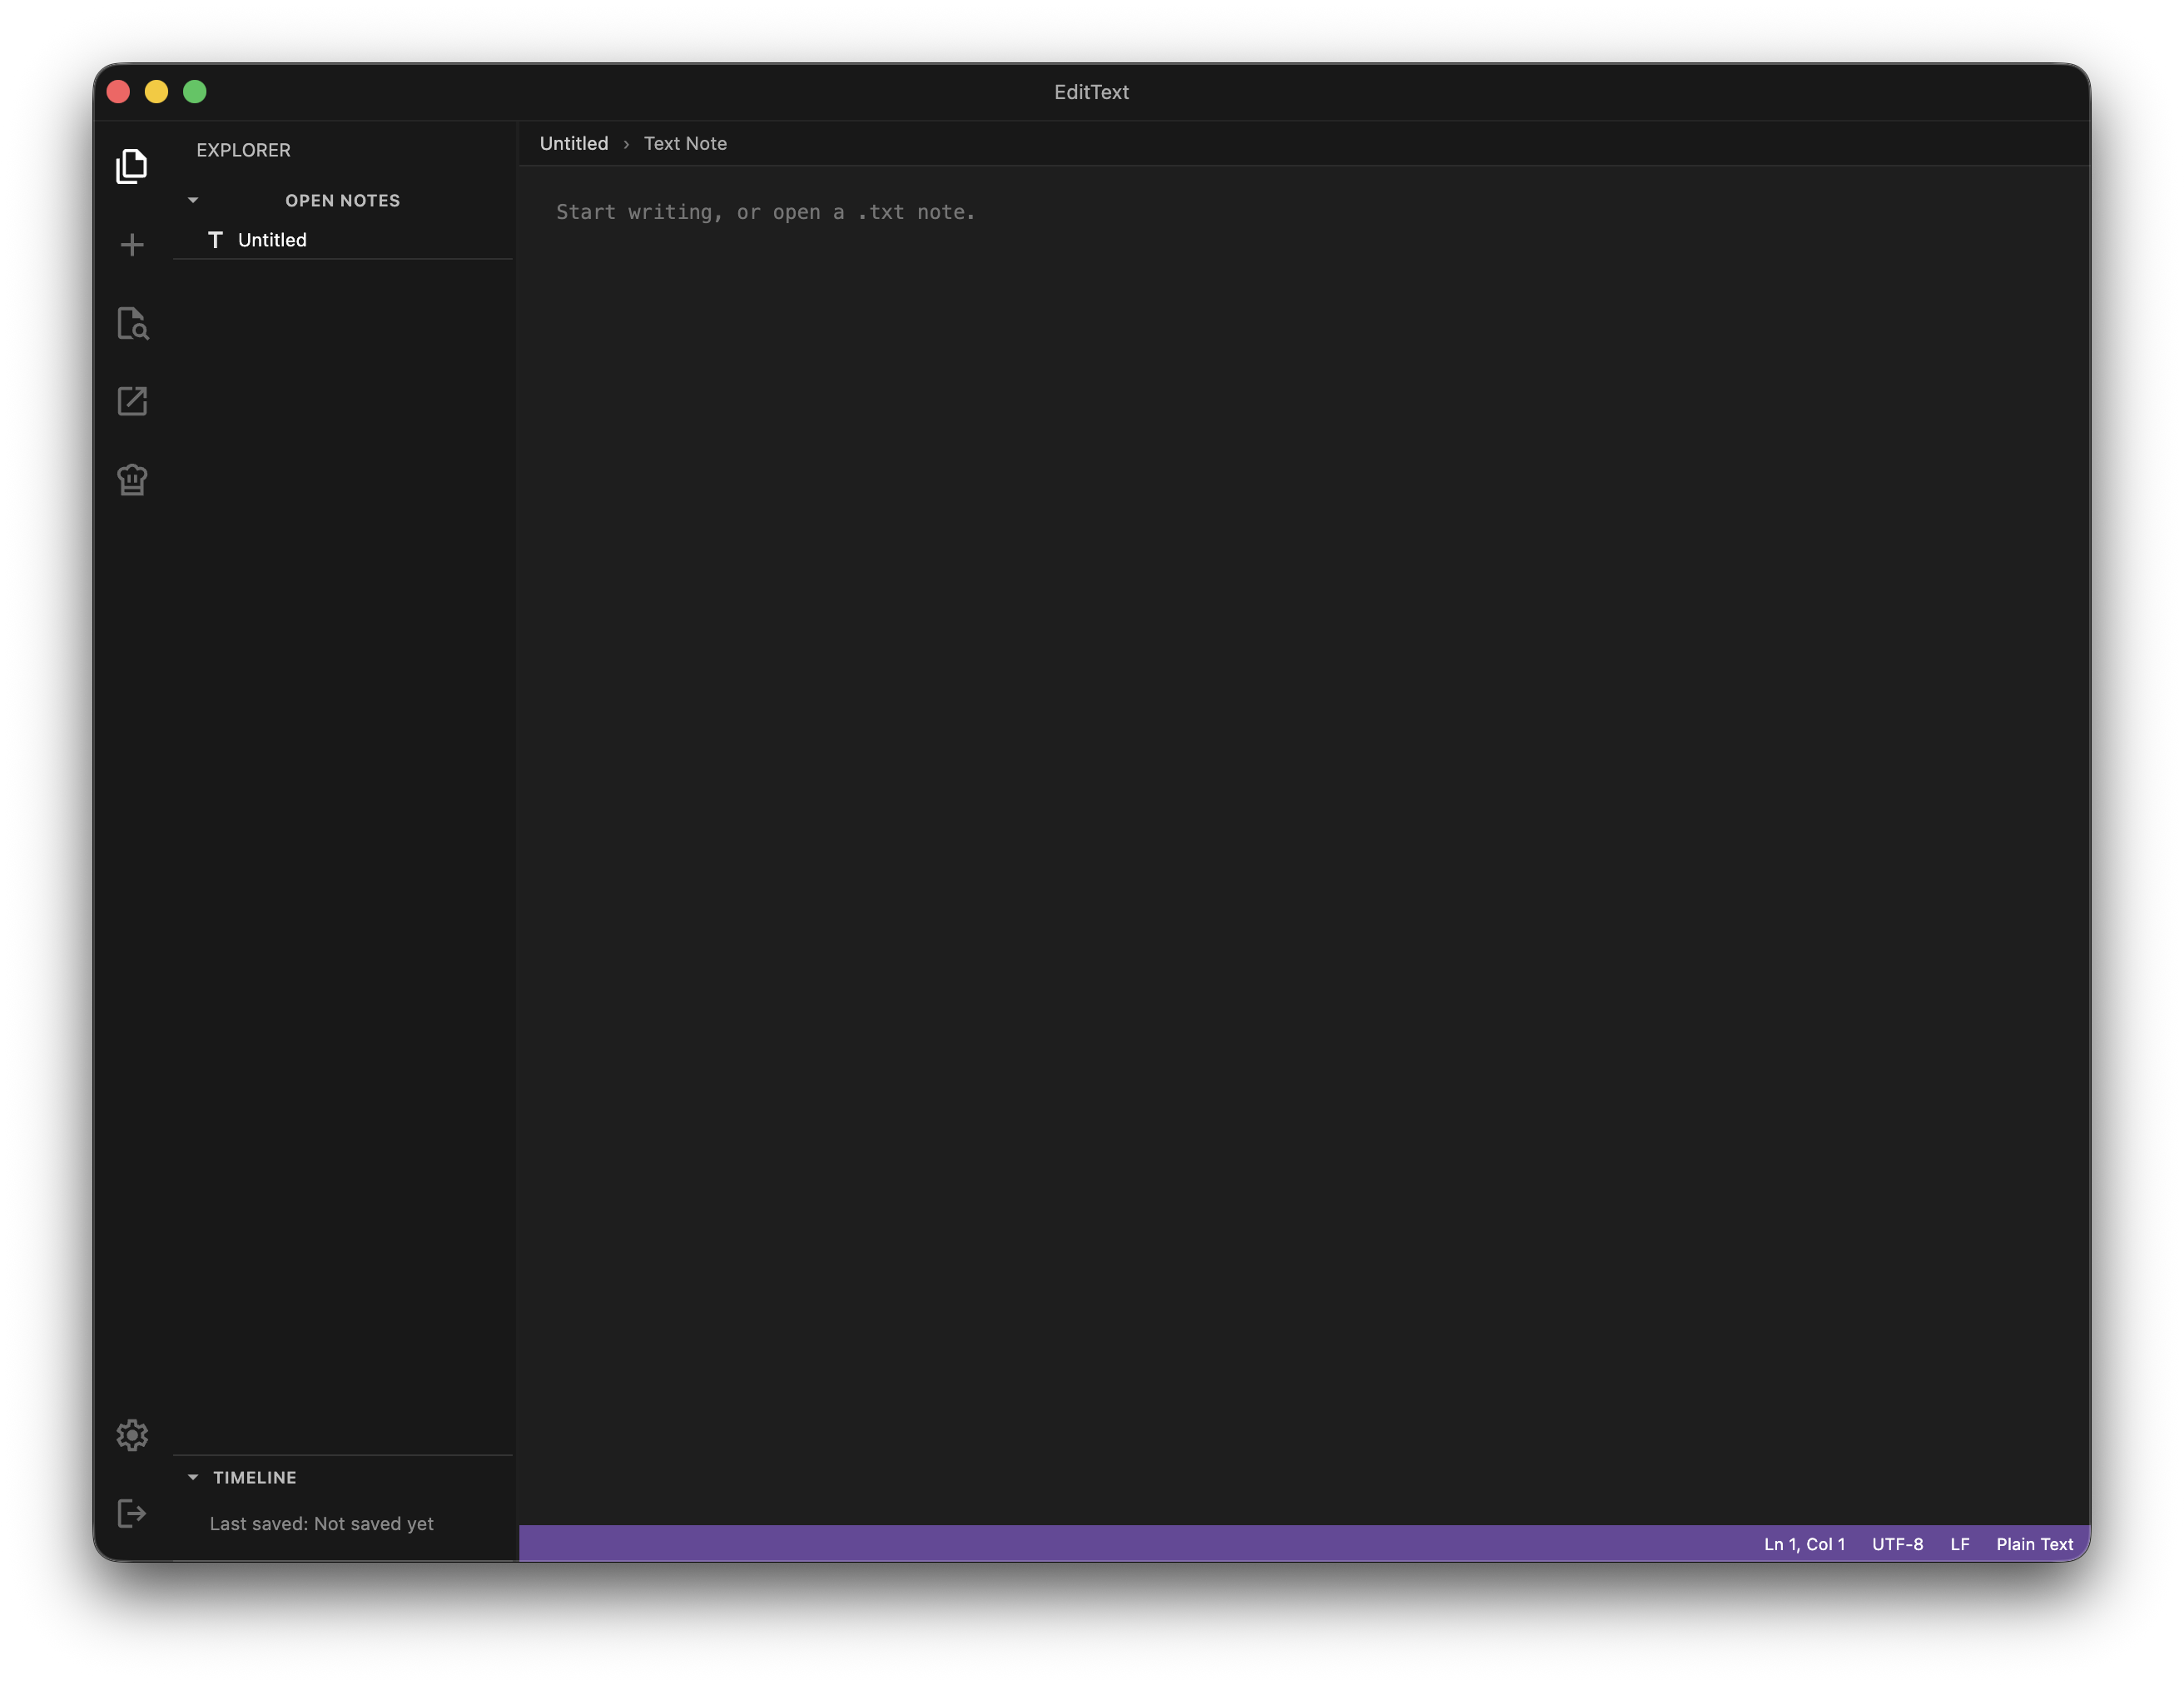 EditText
EXPLORER
OPEN NOTES
T Untitled
TIMELINE
Last saved: Not saved yet
Untitled › Text Note
Start writing, or open a .txt note.
Ln 1, Col 1 UTF-8 LF Plain Text